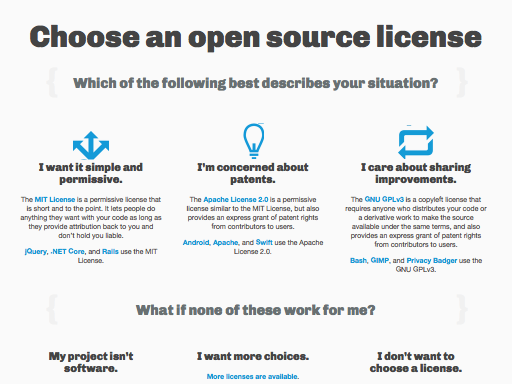 Choose an open source license
{ Which of the following best describes your situation? }
I want it simple and
permissive.
The MIT License is a permissive license that
is short and to the point. It lets people do
anything they want with your code as long as
they provide attribution back to you and
don't hold you liable.
jQuery, .NET Core, and Rails use the MIT
License.
I'm concerned about
patents.
The Apache License 2.0 is a permissive
license similar to the MIT License, but also
provides an express grant of patent rights
from contributors to users.
Android, Apache, and Swift use the Apache
License 2.0.
I care about sharing
improvements.
The GNU GPLv3 is a copyleft license that
requires anyone who distributes your code or
a derivative work to make the source
available under the same terms, and also
provides an express grant of patent rights
from contributors to users.
Bash, GIMP, and Privacy Badger use the
GNU GPLv3.
{ What if none of these work for me? }
My project isn't
software.
I want more choices.
More licenses are available.
I don't want to
choose a license.